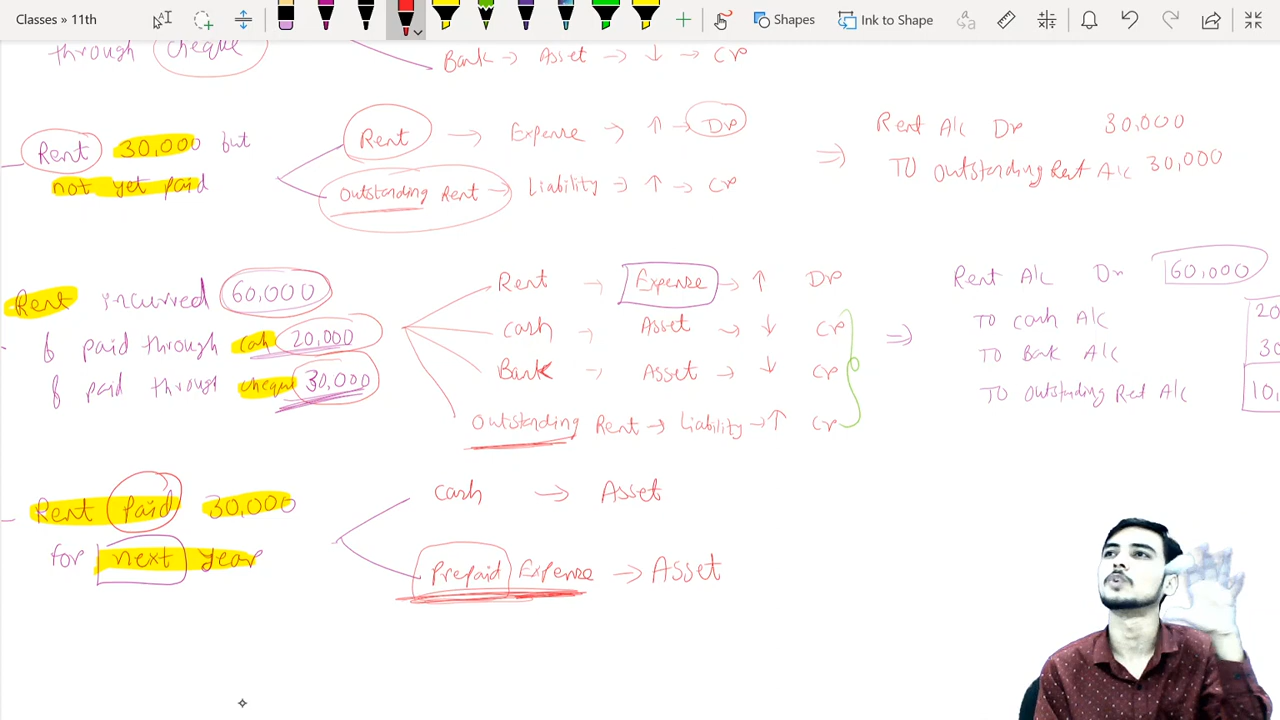 Classes » 11th
Shapes
Ink to Shape
through cheque
Bank → Asset → ↓ → Cr
Rent 30,000 but
not yet paid
Rent → Expense → ↑ → Dr
Outstanding Rent → Liability → ↑ → Cr
⇒ Rent A/c Dr 30,000
TO Outstanding Rent A/c 30,000
Rent incurred 60,000
& paid through cash 20,000
& paid through cheque 30,000
Rent → Expense → ↑ Dr
Cash → Asset → ↓ Cr
Bank → Asset → ↓ Cr
Outstanding Rent → Liability → ↑ Cr
⇒ Rent A/c Dr 60,000
TO Cash A/c 20
TO Bank A/c 30
TO Outstanding Rent A/c 10,
Rent Paid 30,000
for next year
Cash → Asset
Prepaid Expense → Asset